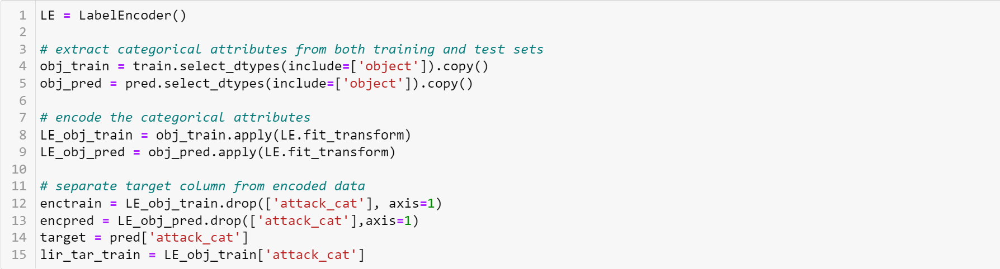 1 LE = LabelEncoder()
2
3 # extract categorical attributes from both training and test sets
4 obj_train = train.select_dtypes(include=['object']).copy()
5 obj_pred = pred.select_dtypes(include=['object']).copy()
6
7 # encode the categorical attributes
8 LE_obj_train = obj_train.apply(LE.fit_transform)
9 LE_obj_pred = obj_pred.apply(LE.fit_transform)
10
11 # separate target column from encoded data
12 enctrain = LE_obj_train.drop(['attack_cat'], axis=1)
13 encpred = LE_obj_pred.drop(['attack_cat'],axis=1)
14 target = pred['attack_cat']
15 lir_tar_train = LE_obj_train['attack_cat']